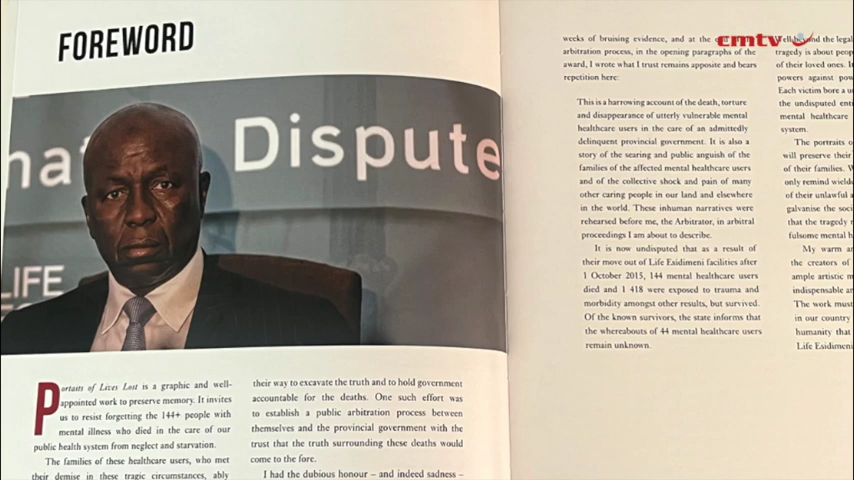 FOREWORD
nat
Dispute
LIFE
Portraits of Lives Lost is a graphic and well-
appointed work to preserve memory. It invites
us to resist forgetting the 144+ people with
mental illness who died in the care of our
public health system from neglect and starvation.
The families of these healthcare users, who met
their demise in these tragic circumstances, ably
their way to excavate the truth and to hold government
accountable for the deaths. One such effort was
to establish a public arbitration process between
themselves and the provincial government with the
trust that the truth surrounding these deaths would
come to the fore.
I had the dubious honour – and indeed sadness –
weeks of bruising evidence, and at the
arbitration process, in the opening paragraphs of the
award, I wrote what I trust remains apposite and bears
repetition here:
This is a harrowing account of the death, torture
and disappearance of utterly vulnerable mental
healthcare users in the care of an admittedly
delinquent provincial government. It is also a
story of the searing and public anguish of the
families of the affected mental healthcare users
and of the collective shock and pain of many
other caring people in our land and elsewhere
in the world. These inhuman narratives were
rehearsed before me, the Arbitrator, in arbitral
proceedings I am about to describe.
It is now undisputed that as a result of
their move out of Life Esidimeni facilities after
1 October 2015, 144 mental healthcare users
died and 1 418 were exposed to trauma and
morbidity amongst other results, but survived.
Of the known survivors, the state informs that
the whereabouts of 44 mental healthcare users
remain unknown.
Well beyond the legal
tragedy is about peop
of their loved ones. It
powers against pow
Each victim bore a u
the undisputed enti
mental healthcare
system.
The portraits o
will preserve their
of their families. W
only remind wield
of their unlawful a
galvanise the soci
that the tragedy r
fulsome mental h
My warm an
the creators of
ample artistic m
indispensable an
The work must
in our country
humanity that
Life Esidimeni
emtv